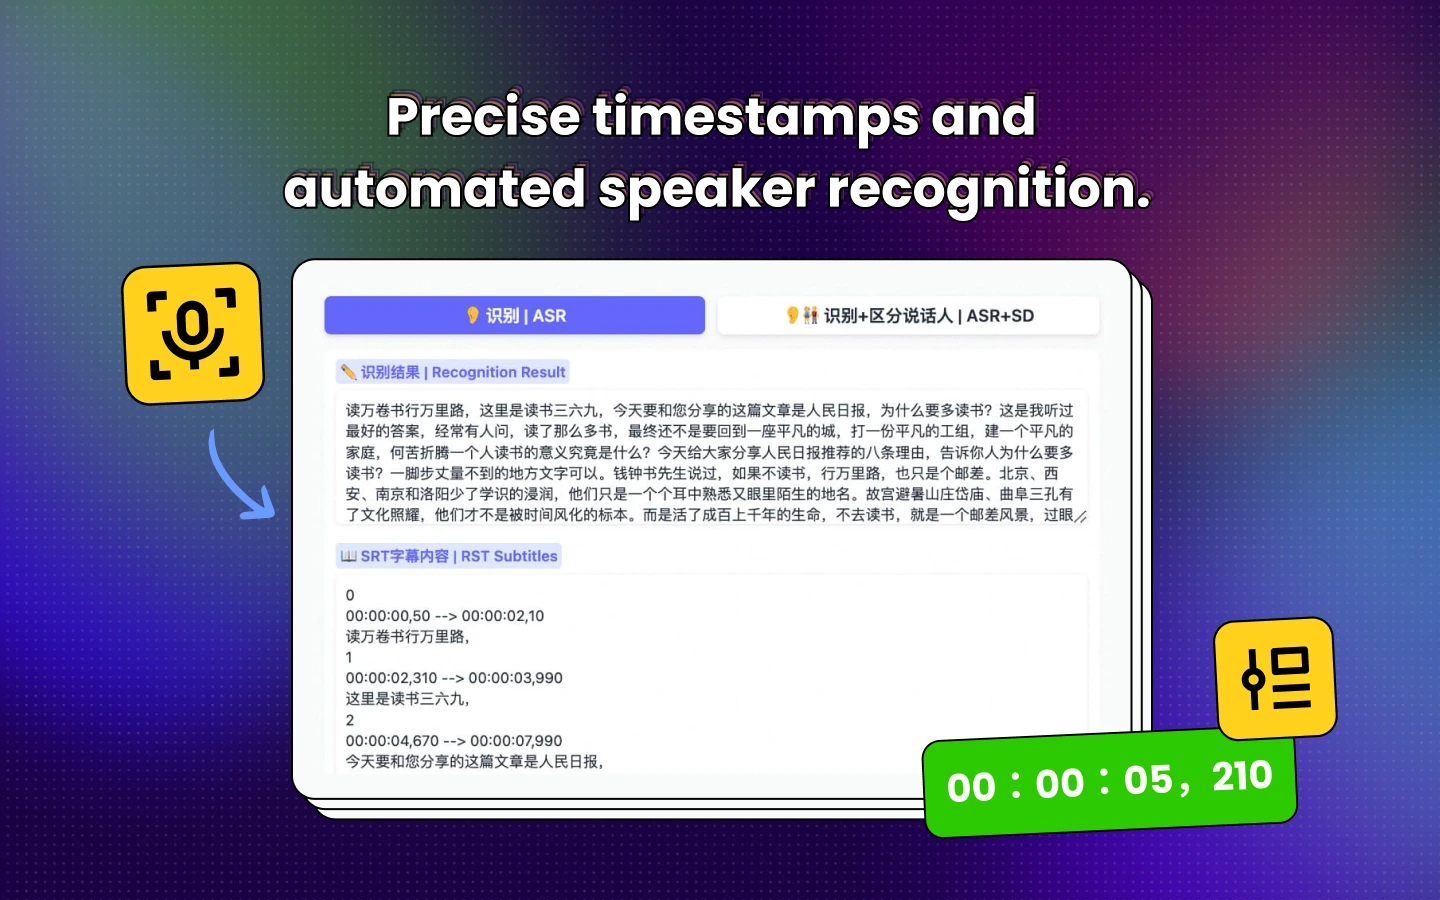 Precise timestamps and
automated speaker recognition.
识别 | ASR
识别+区分说话人 | ASR+SD
识别结果 | Recognition Result
读万卷书行万里路，这里是读书三六九，今天要和您分享的这篇文章是人民日报，为什么要多读书？这是我听过
最好的答案，经常有人问，读了那么多书，最终还不是要回到一座平凡的城，打一份平凡的工组，建一个平凡的
家庭，何苦折腾一个人读书的意义究竟是什么？今天给大家分享人民日报推荐的八条理由，告诉你人为什么要多
读书？一脚步丈量不到的地方文字可以。钱钟书先生说过，如果不读书，行万里路，也只是个邮差。北京、西
安、南京和洛阳少了学识的浸润，他们只是一个个耳中熟悉又眼里陌生的地名。故宫避暑山庄岱庙、曲阜三孔有
了文化照耀，他们才不是被时间风化的标本。而是活了成百上千年的生命，不去读书，就是一个邮差风景，过眼
SRT字幕内容 | RST Subtitles
0
00:00:00,50 --> 00:00:02,10
读万卷书行万里路，
1
00:00:02,310 --> 00:00:03,990
这里是读书三六九，
2
00:00:04,670 --> 00:00:07,990
今天要和您分享的这篇文章是人民日报，
00：00：05，210